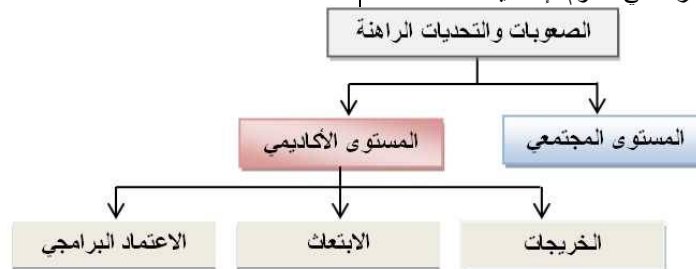 الصعوبات والتحديات الراهنة
المستوى المجتمعي
المستوى الأكاديمي
الخريجات
الابتعاث
الاعتماد البرامجي